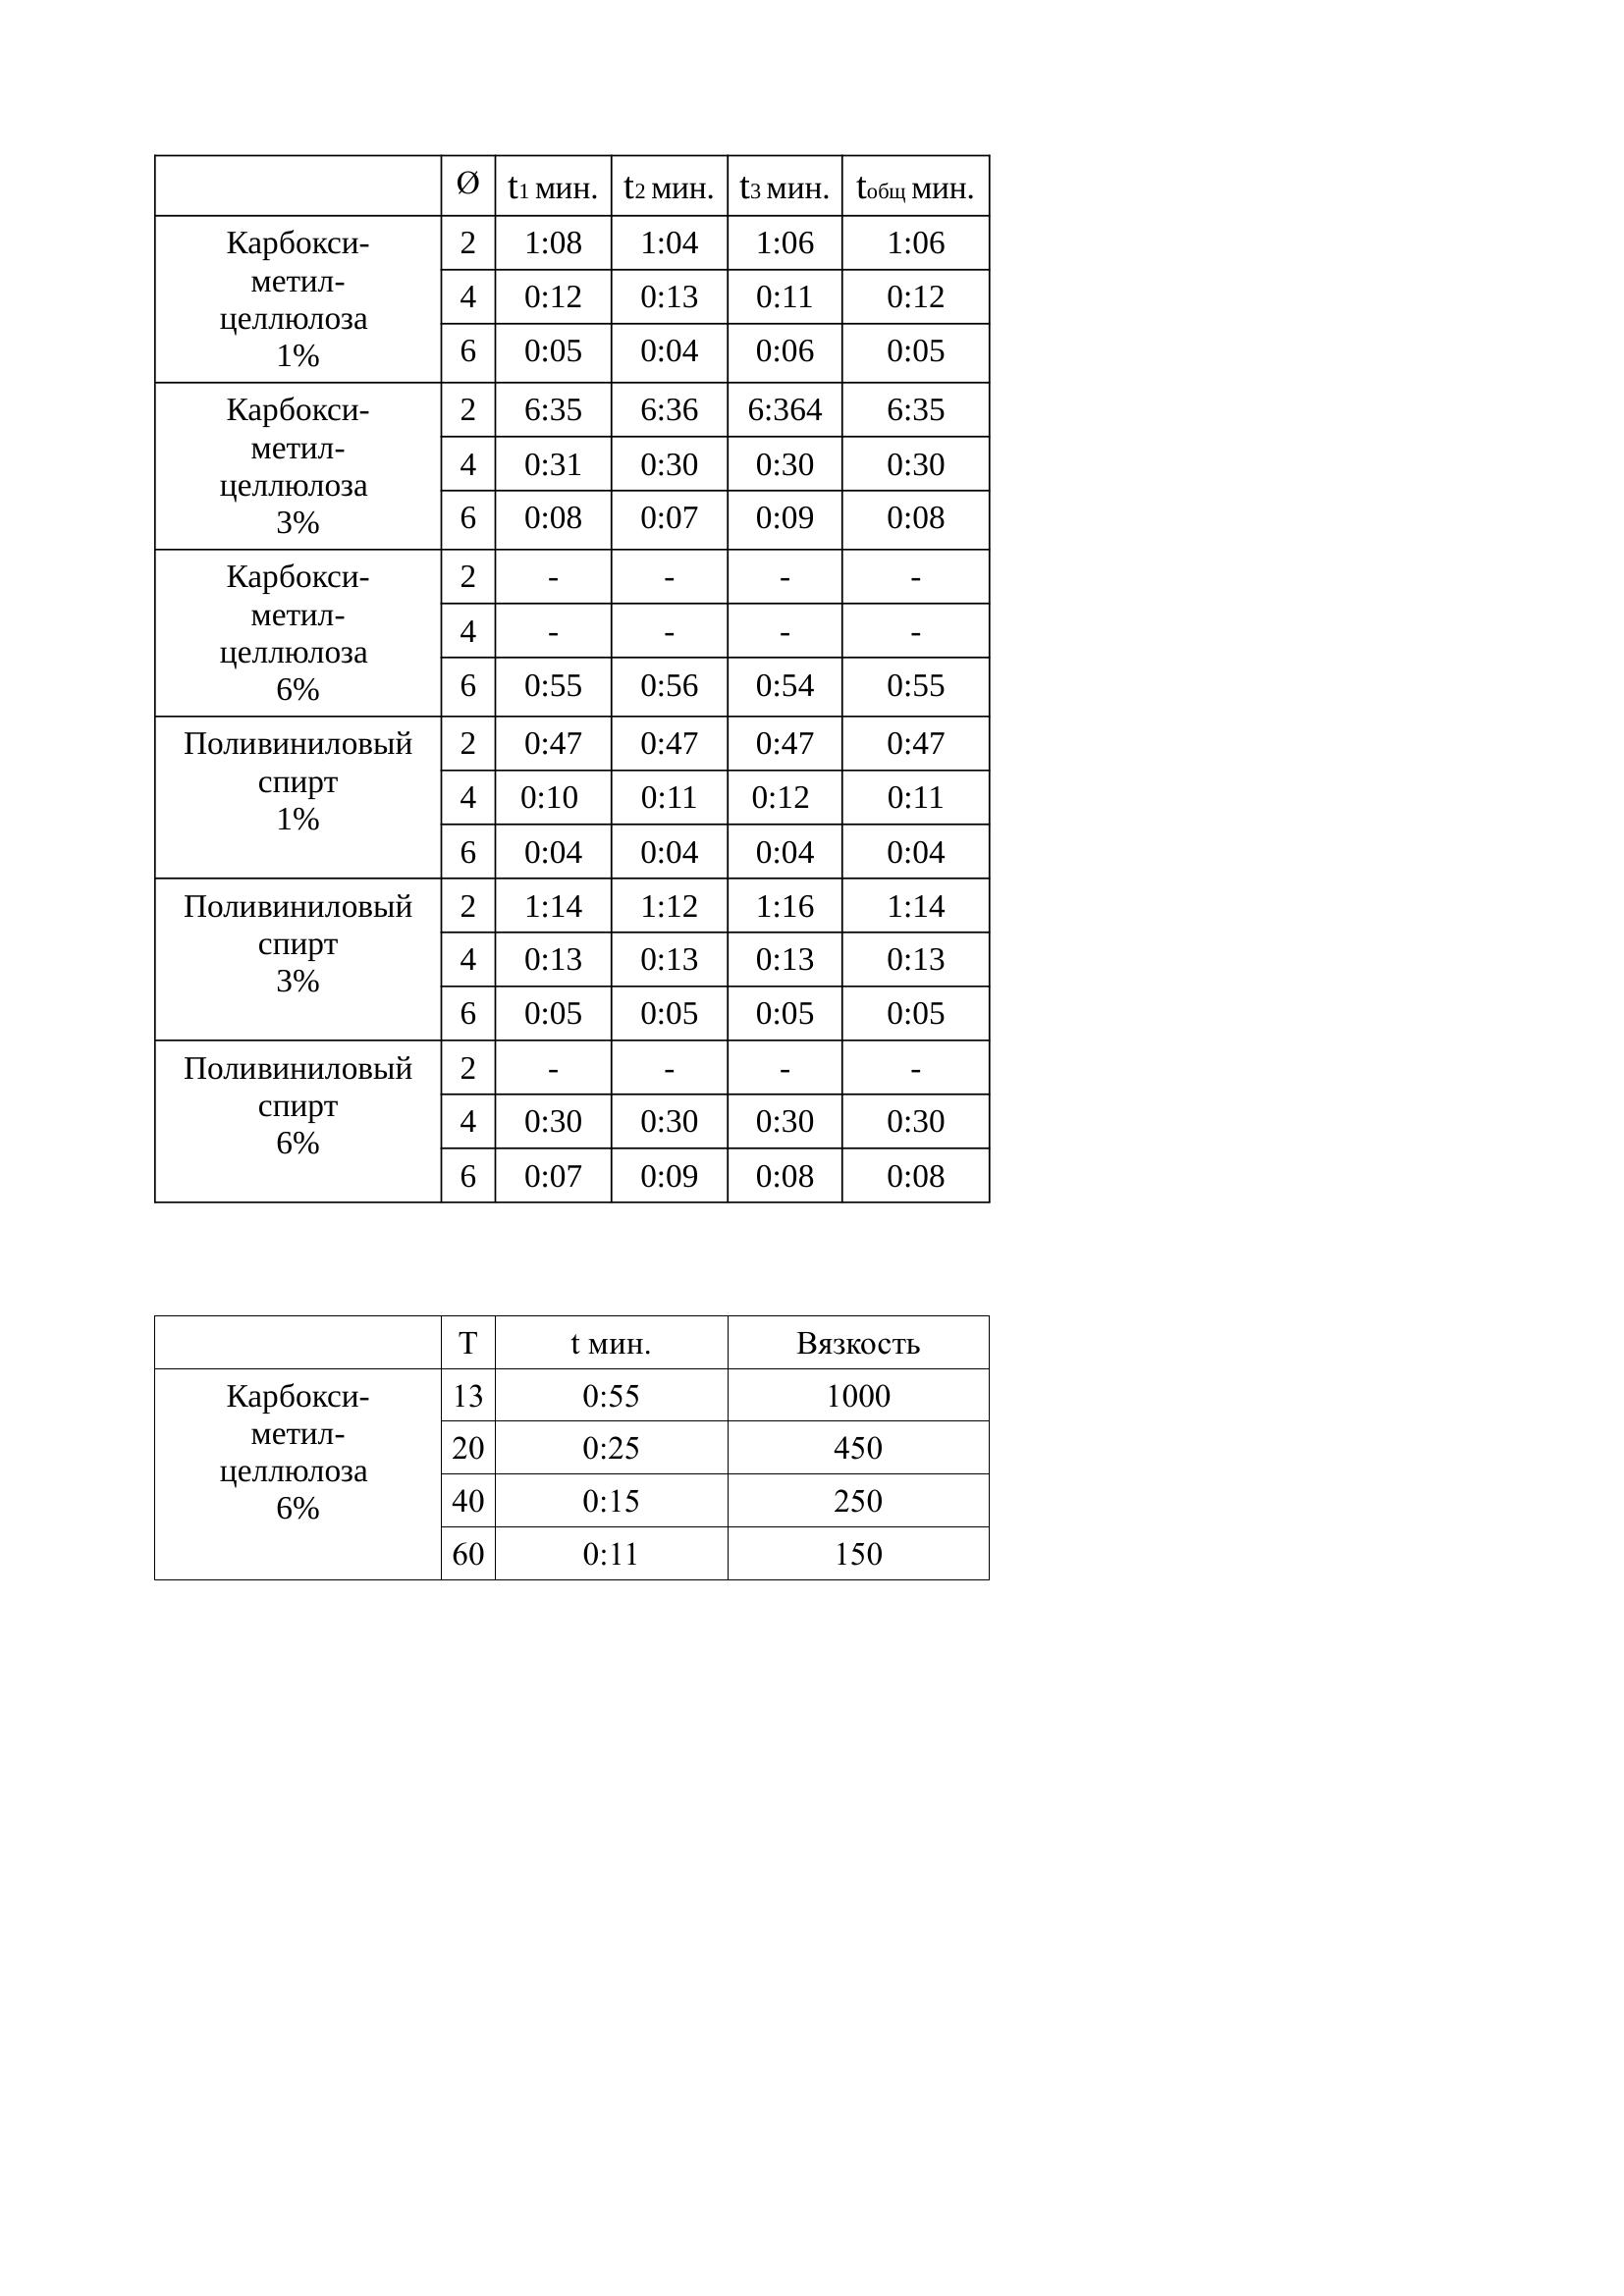 Ø t1 мин. t2 мин. t3 мин. tобщ мин.
Карбокси- 2 1:08 1:04 1:06 1:06
метил-
4 0:12 0:13 0:11 0:12
целлюлоза
6 0:05 0:04 0:06 0:05
1%
Карбокси- 2 6:35 6:36 6:364 6:35
метил-
4 0:31 0:30 0:30 0:30
целлюлоза
6 0:08 0:07 0:09 0:08
3%
Карбокси- 2 - - - -
метил-
4 - - - -
целлюлоза
6 0:55 0:56 0:54 0:55
6%
Поливиниловый 2 0:47 0:47 0:47 0:47
спирт
4 0:10 0:11 0:12 0:11
1%
6 0:04 0:04 0:04 0:04
Поливиниловый 2 1:14 1:12 1:16 1:14
спирт
4 0:13 0:13 0:13 0:13
3%
6 0:05 0:05 0:05 0:05
Поливиниловый 2 - - - -
спирт
4 0:30 0:30 0:30 0:30
6%
6 0:07 0:09 0:08 0:08
T t мин. Вязкость
Карбокси- 13 0:55 1000
метил-
20 0:25 450
целлюлоза
40 0:15 250
6%
60 0:11 150